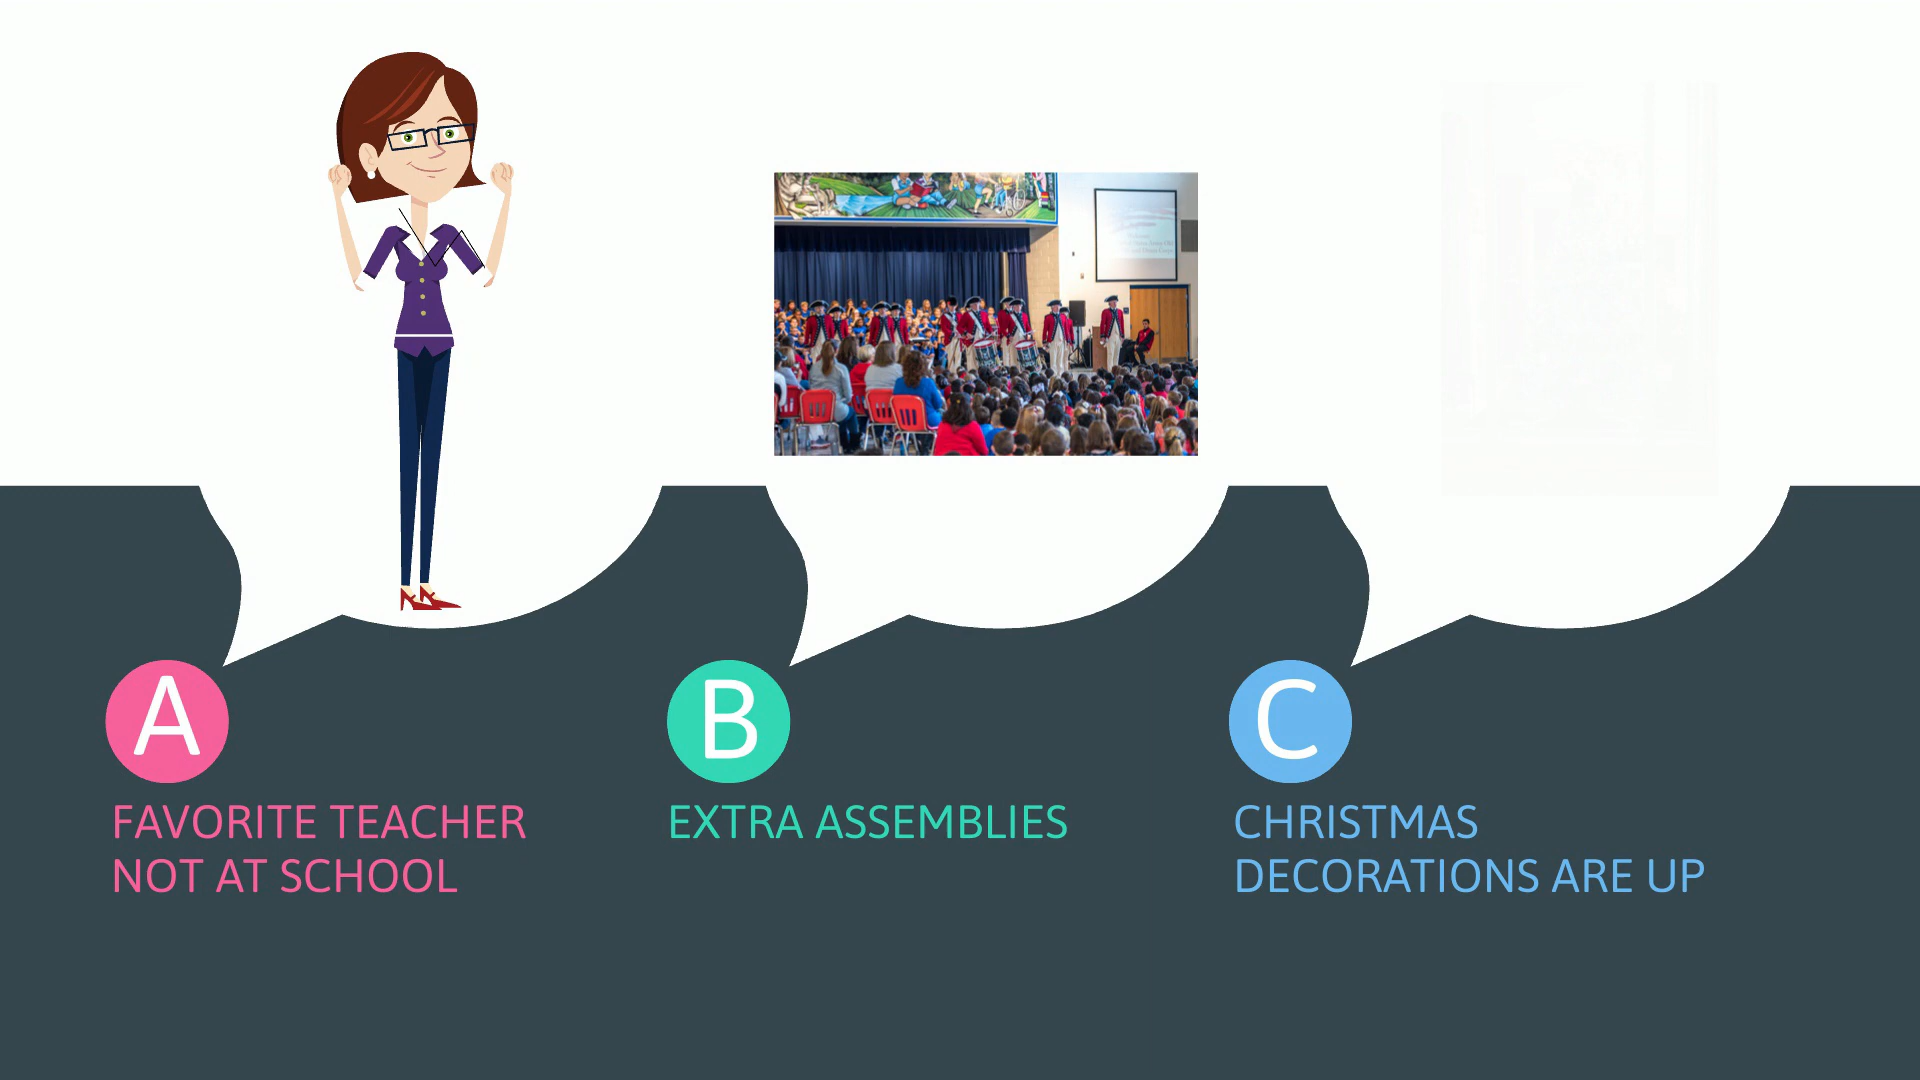 A
FAVORITE TEACHER
NOT AT SCHOOL
B
EXTRA ASSEMBLIES
C
CHRISTMAS
DECORATIONS ARE UP